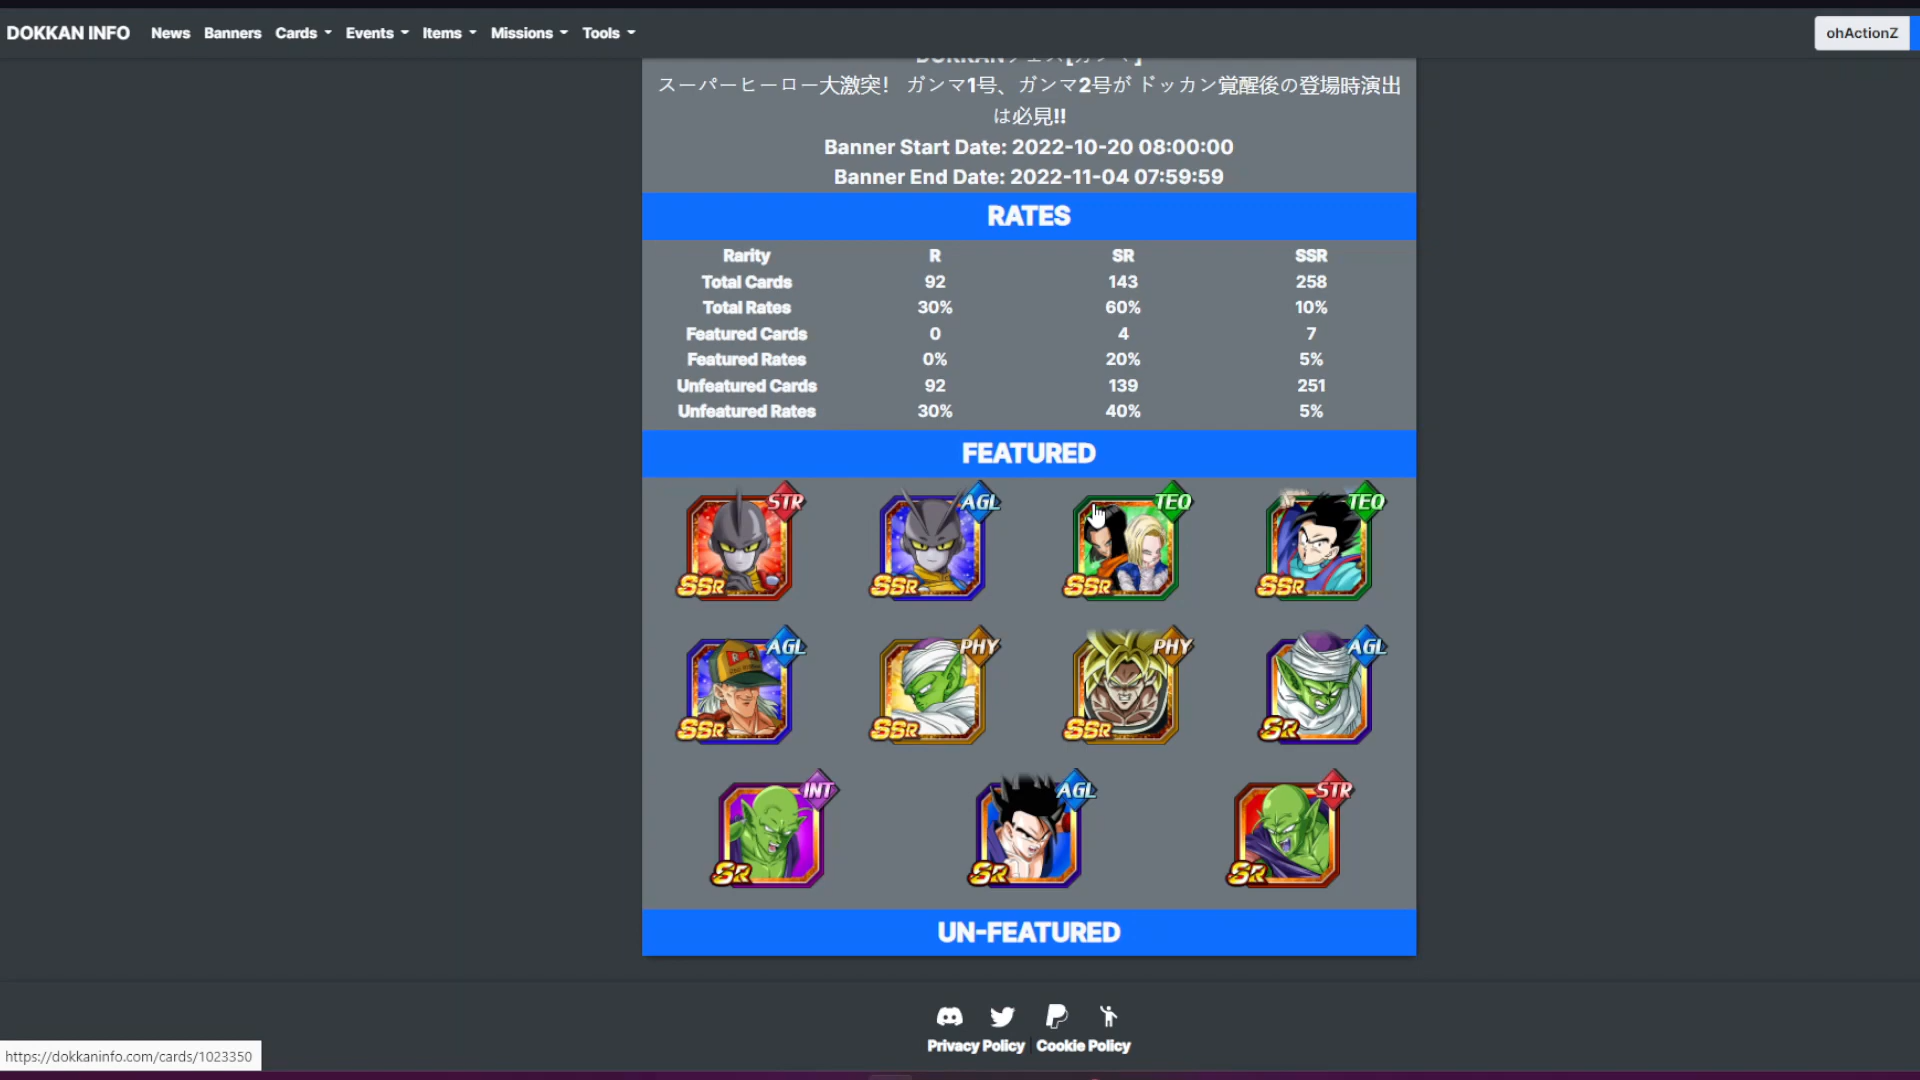 DOKKAN INFO News Banners Cards Events Items Missions Tools ohActionZ
スーパーヒーロー大激突! ガンマ1号、ガンマ2号が ドッカン覚醒後の登場時演出
は必見!!
Banner Start Date: 2022-10-20 08:00:00
Banner End Date: 2022-11-04 07:59:59
RATES
Rarity R SR SSR
Total Cards 92 143 258
Total Rates 30% 60% 10%
Featured Cards 0 4 7
Featured Rates 0% 20% 5%
Unfeatured Cards 92 139 251
Unfeatured Rates 30% 40% 5%
FEATURED
STR AGL TEQ TEQ
SSR SSR SSR SSR
AGL PHY PHY AGL
SSR SSR SSR SR
INT AGL STR
SR SR SR
UN-FEATURED
Privacy Policy Cookie Policy
https://dokkaninfo.com/cards/1023350